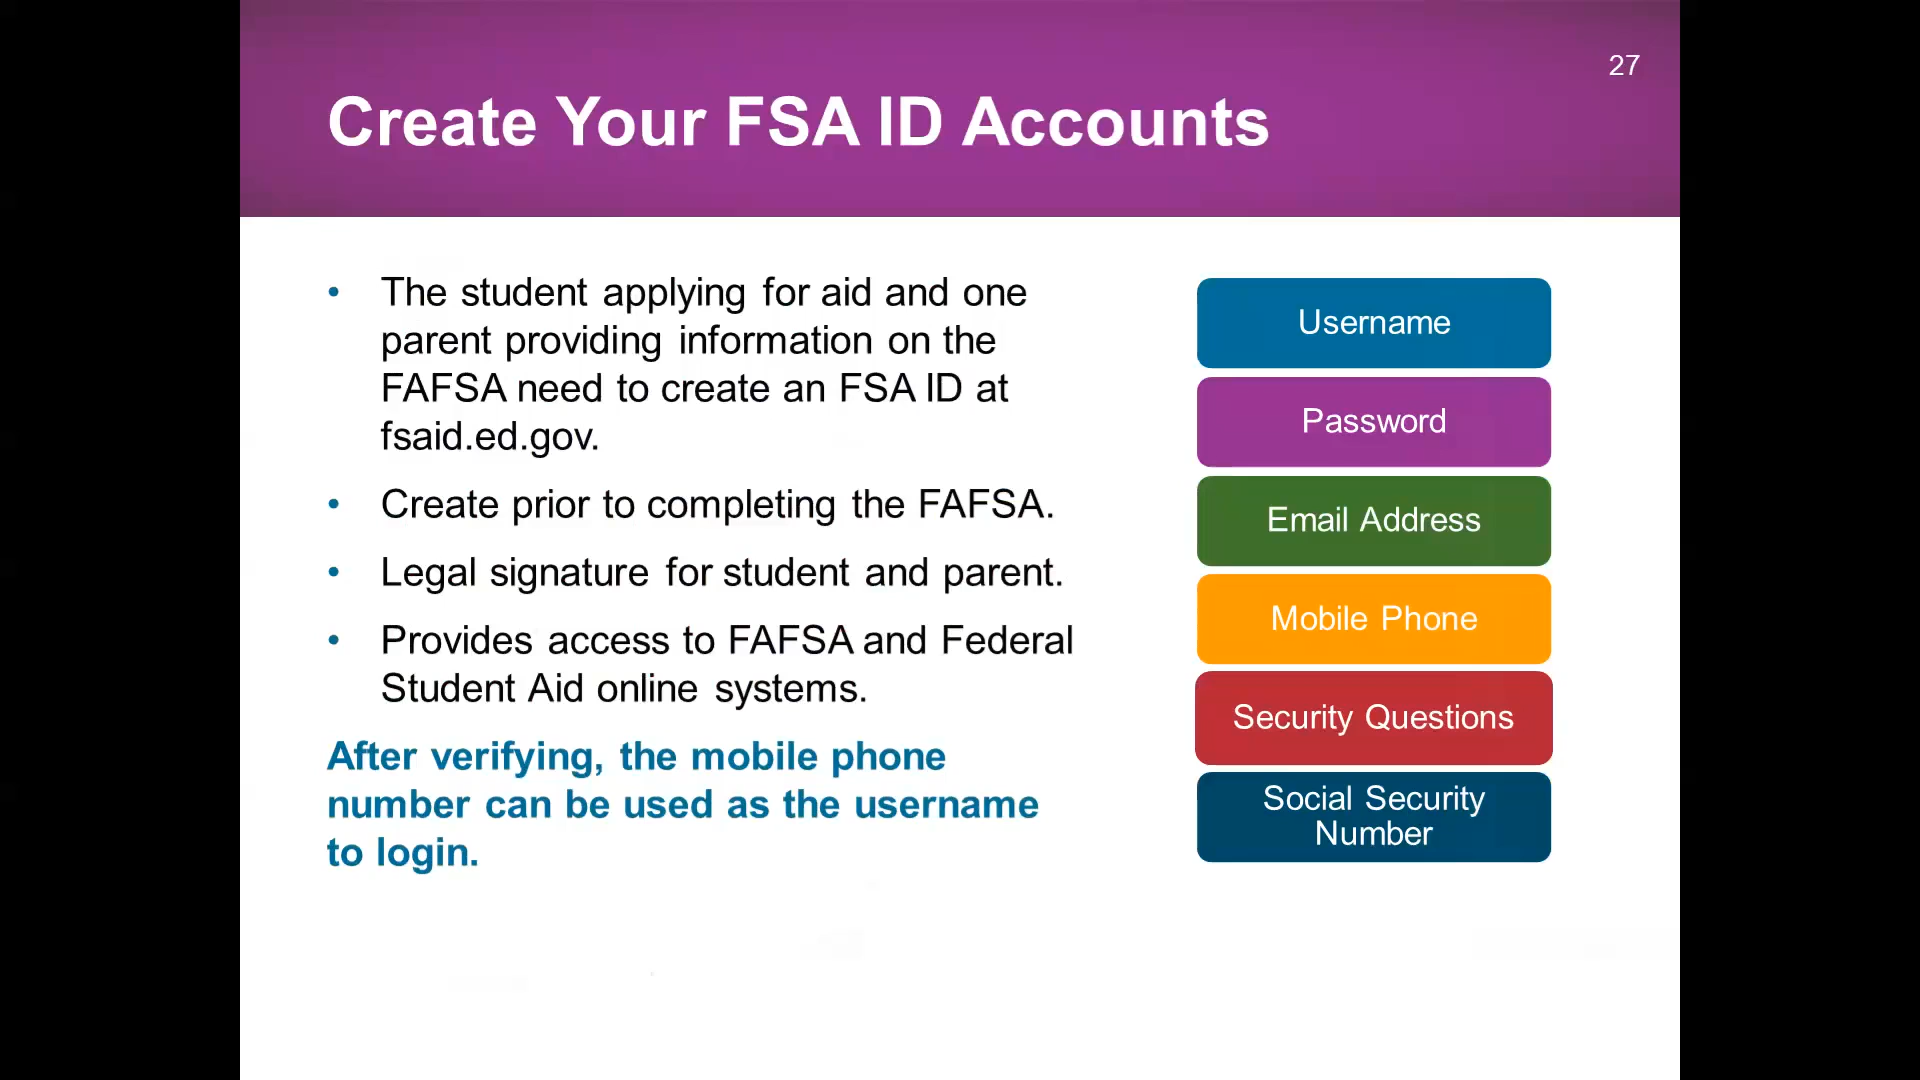 27
Create Your FSA ID Accounts
• The student applying for aid and one
parent providing information on the
FAFSA need to create an FSA ID at
fsaid.ed.gov.
• Create prior to completing the FAFSA.
• Legal signature for student and parent.
• Provides access to FAFSA and Federal
Student Aid online systems.
After verifying, the mobile phone
number can be used as the username
to login.
Username
Password
Email Address
Mobile Phone
Security Questions
Social Security
Number